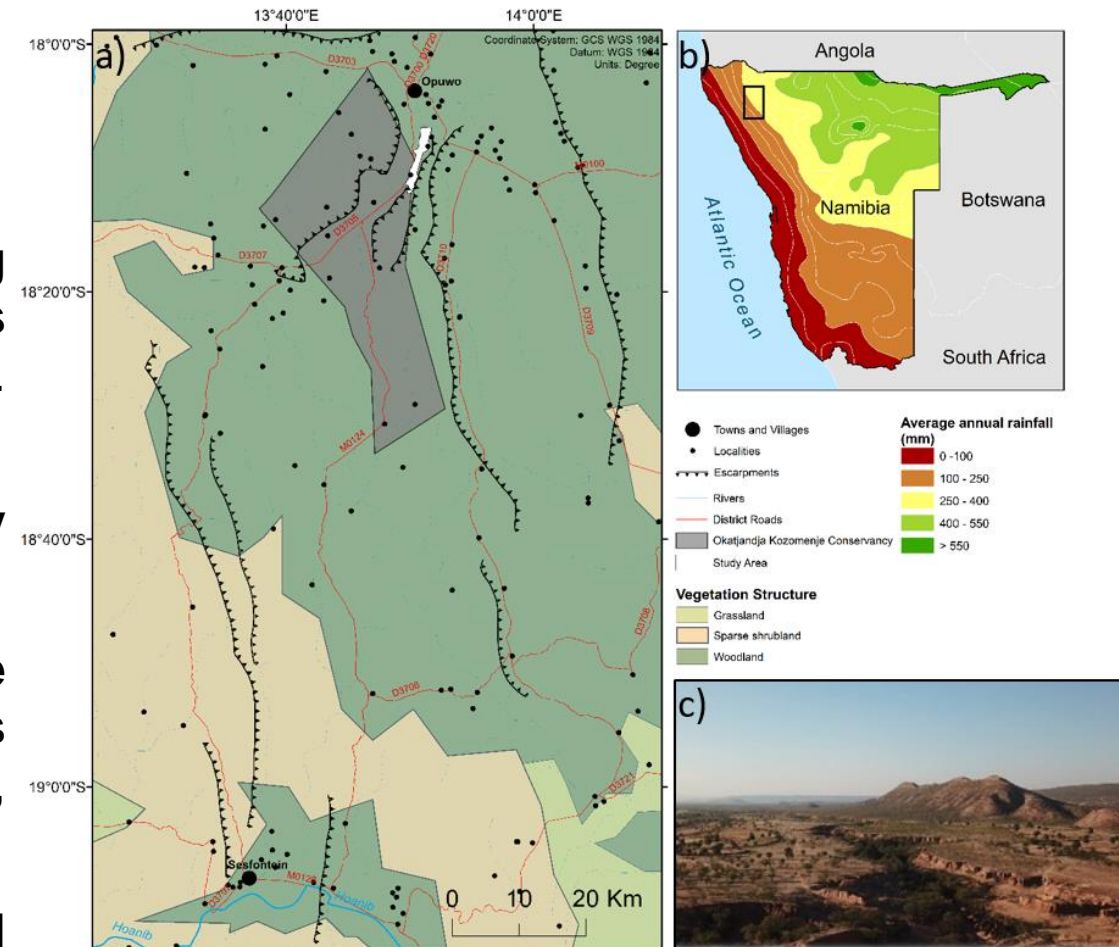 a)
13°40'0"E
14°0'0"E
Coordinate System: GCS WGS 1984
Datum: WGS 1984
Units: Degree
18°0'0"S
18°20'0"S
18°40'0"S
19°0'0"S
D3703
D3700
D3720
Opuwo
M0100
D3705
D3707
D3710
D3709
M0124
D3708
D3708
D3721
Sesfontein
Hoanib
Hoanib
0 10 20 Km
b)
Angola
Namibia
Botswana
Atlantic Ocean
South Africa
Towns and Villages
Localities
Escarpments
Rivers
District Roads
Okatjandja Kozomenje Conservancy
Study Area
Vegetation Structure
Grassland
Sparse shrubland
Woodland
Average annual rainfall
(mm)
0 -100
100 - 250
250 - 400
400 - 550
> 550
c)